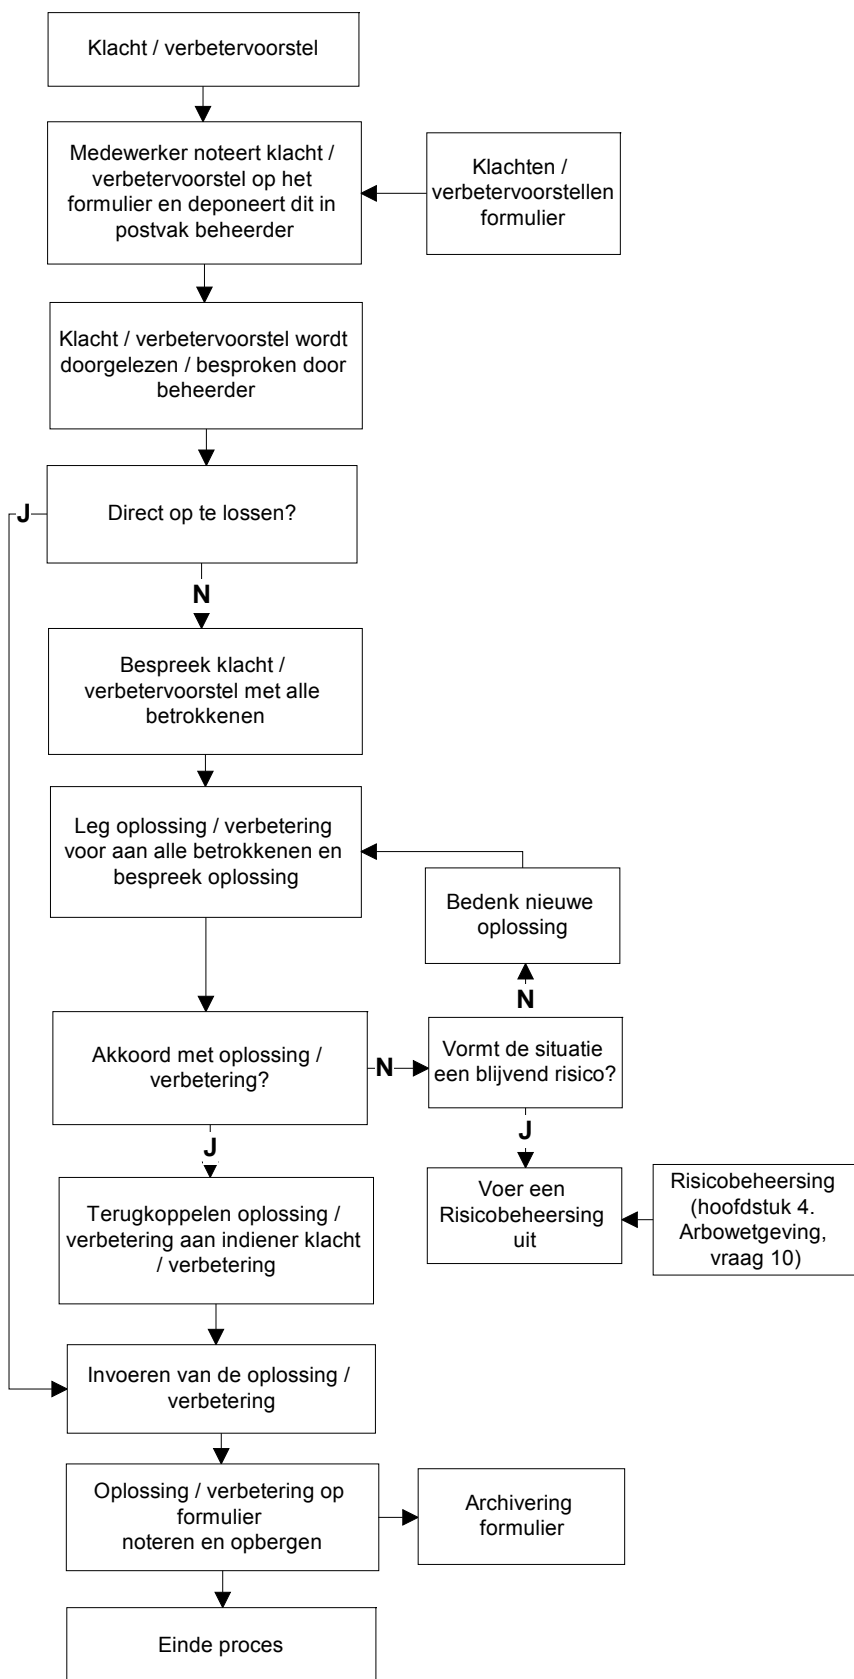 Klacht / verbetervoorstel
Medewerker noteert klacht /
verbetervoorstel op het
formulier en deponeert dit in
postvak beheerder
Klachten /
verbetervoorstellen
formulier
Klacht / verbetervoorstel wordt
doorgelezen / besproken door
beheerder
Direct op te lossen?
J
N
Bespreek klacht /
verbetervoorstel met alle
betrokkenen
Leg oplossing / verbetering
voor aan alle betrokkenen en
bespreek oplossing
Bedenk nieuwe
oplossing
N
Akkoord met oplossing /
verbetering?
N
Vormt de situatie
een blijvend risico?
J
J
Voer een
Risicobeheersing
uit
Risicobeheersing
(hoofdstuk 4.
Arbowetgeving,
vraag 10)
Terugkoppelen oplossing /
verbetering aan indiener klacht
/ verbetering
Invoeren van de oplossing /
verbetering
Oplossing / verbetering op
formulier
noteren en opbergen
Archivering
formulier
Einde proces